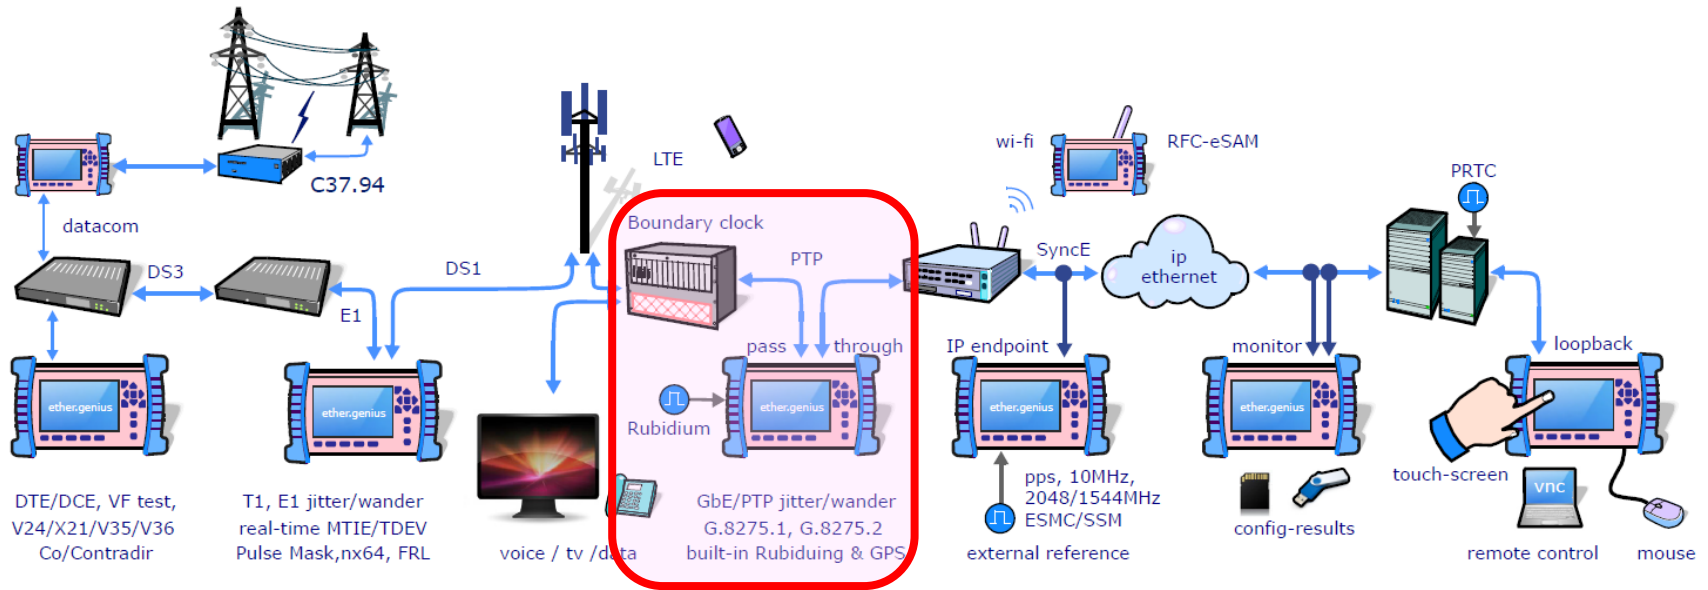 C37.94
datacom
DS3
E1
DS1
LTE
wi-fi
RFC-eSAM
PRTC
Boundary clock
PTP
SyncE
ip
ethernet
pass
through
IP endpoint
monitor
loopback
ether.genius
ether.genius
ether.genius
ether.genius
ether.genius
Rubidium
touch-screen
vnc
DTE/DCE, VF test,
V24/X21/V35/V36
Co/Contradir
T1, E1 jitter/wander
real-time MTIE/TDEV
Pulse Mask,nx64, FRL
voice / tv /data
GbE/PTP jitter/wander
G.8275.1, G.8275.2
built-in Rubiduing & GPS
pps, 10MHz,
2048/1544MHz
ESMC/SSM
external reference
config-results
remote control
mouse